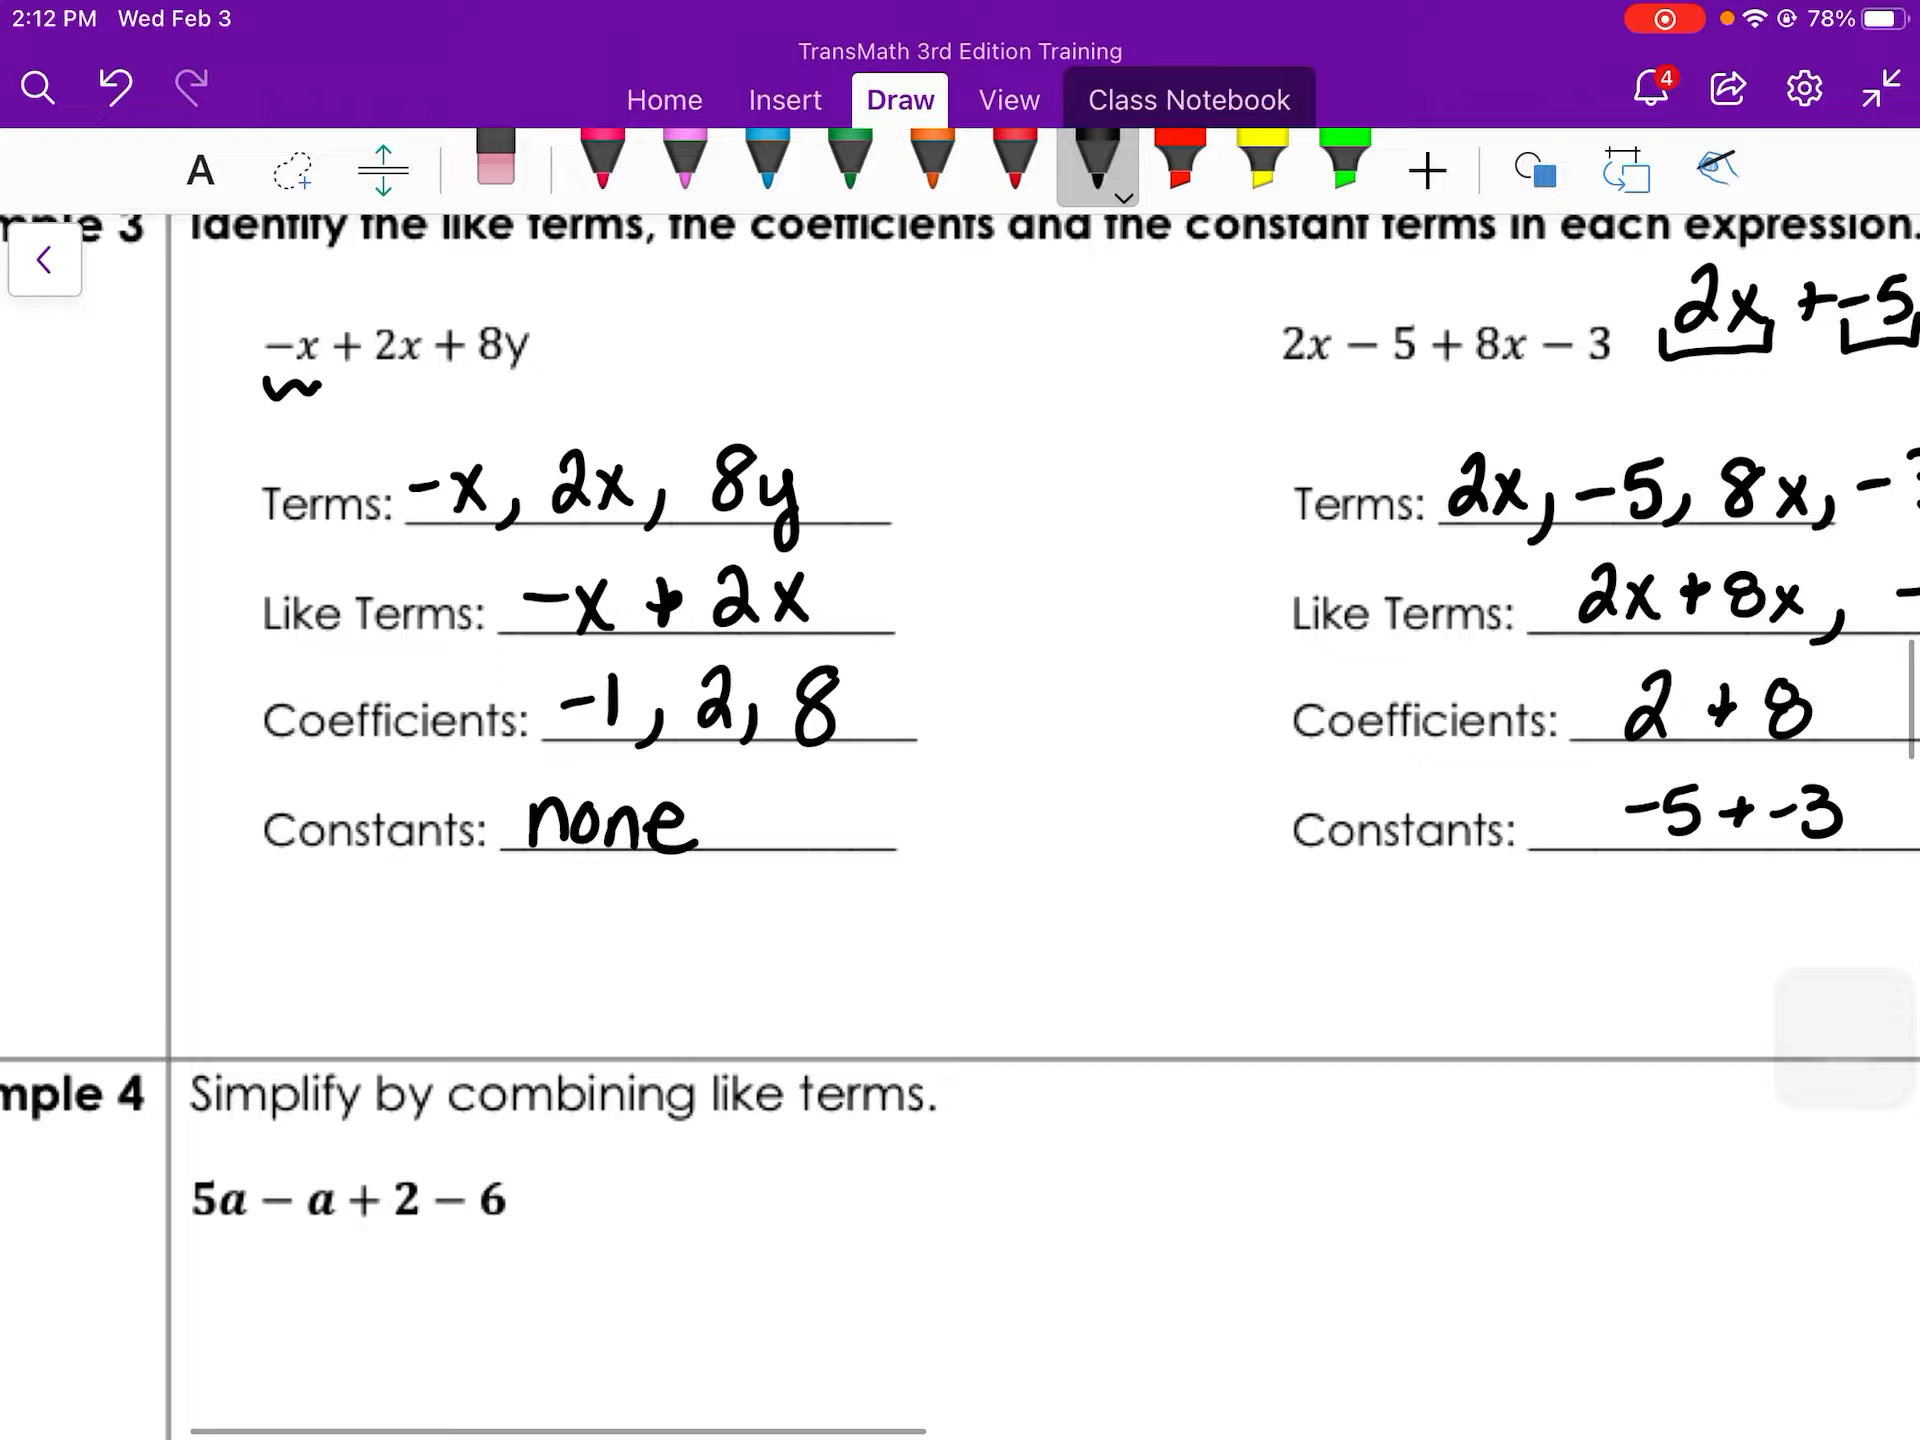 2:12 PM Wed Feb 3
78%
TransMath 3rd Edition Training
Home Insert Draw View Class Notebook
4
A
3 Identify the like terms, the coefficients and the constant terms in each expression.
−x + 2x + 8y
2x − 5 + 8x − 3
2x + -5
Terms: -x, 2x, 8y
Like Terms: -x + 2x
Coefficients: -1, 2, 8
Constants: none
Terms: 2x, -5, 8x, -
Like Terms: 2x + 8x, -
Coefficients: 2 + 8
Constants: -5 + -3
mple 4 Simplify by combining like terms.
5a − a + 2 − 6